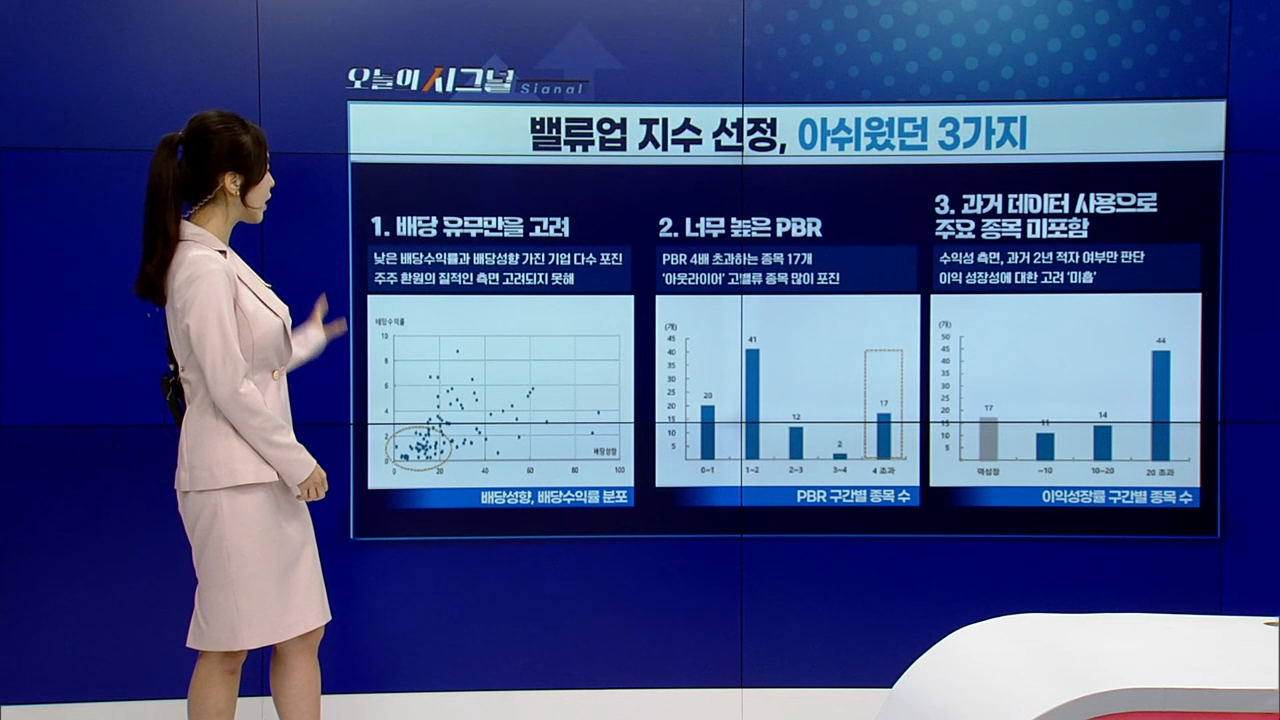 오늘의 시그널
Signal
밸류업 지수 선정, 아쉬웠던 3가지
1. 배당 유무만을 고려
낮은 배당수익률과 배당성향 가진 기업 다수 포진
주주 환원의 질적인 측면 고려되지 못해
배당수익률
10
8
6
4
2
0
0 20 40 60 80 100
배당성향
배당성향, 배당수익률 분포
2. 너무 높은 PBR
PBR 4배 초과하는 종목 17개
'아웃라이어' 고밸류 종목 많이 포진
(개)
45
40
35
30
25
20
15
10
5
20 41 12 2 17
0~1 1~2 2~3 3~4 4 초과
PBR 구간별 종목 수
3. 과거 데이터 사용으로
주요 종목 미포함
수익성 측면, 과거 2년 적자 여부만 판단
이익 성장성에 대한 고려 '미흡'
(개)
50
45
40
35
30
25
20
15
10
5
0
17 11 14 44
역성장 ~10 10~20 20 초과
이익성장률 구간별 종목 수